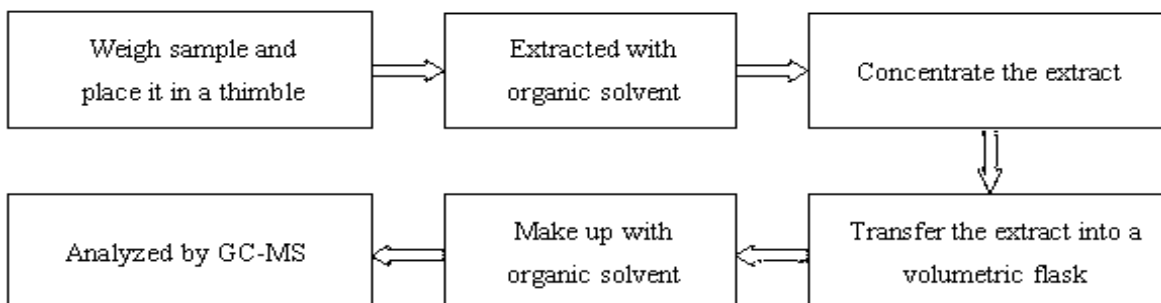 Weigh sample and
place it in a thimble
Extracted with
organic solvent
Concentrate the extract
Transfer the extract into a
volumetric flask
Make up with
organic solvent
Analyzed by GC-MS